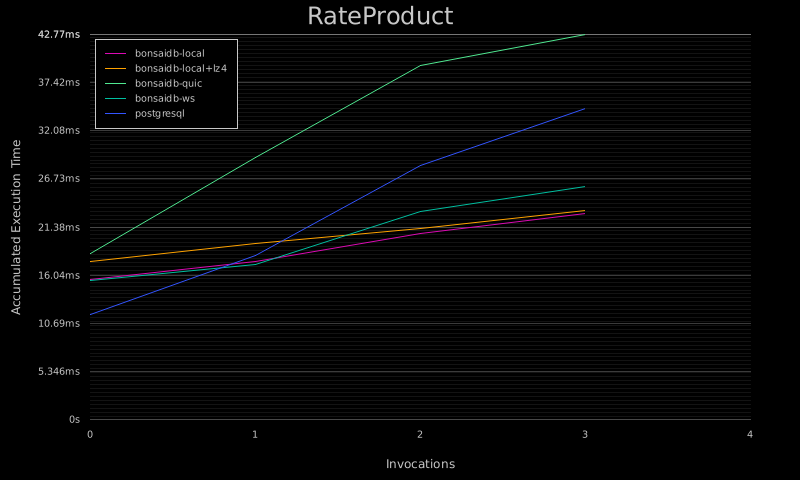 RateProduct
42.77ms
37.42ms
32.08ms
26.73ms
21.38ms
16.04ms
10.69ms
5.346ms
0s
bonsaidb-local
bonsaidb-local+lz4
bonsaidb-quic
bonsaidb-ws
postgresql
Accumulated Execution Time
0 1 2 3 4
Invocations